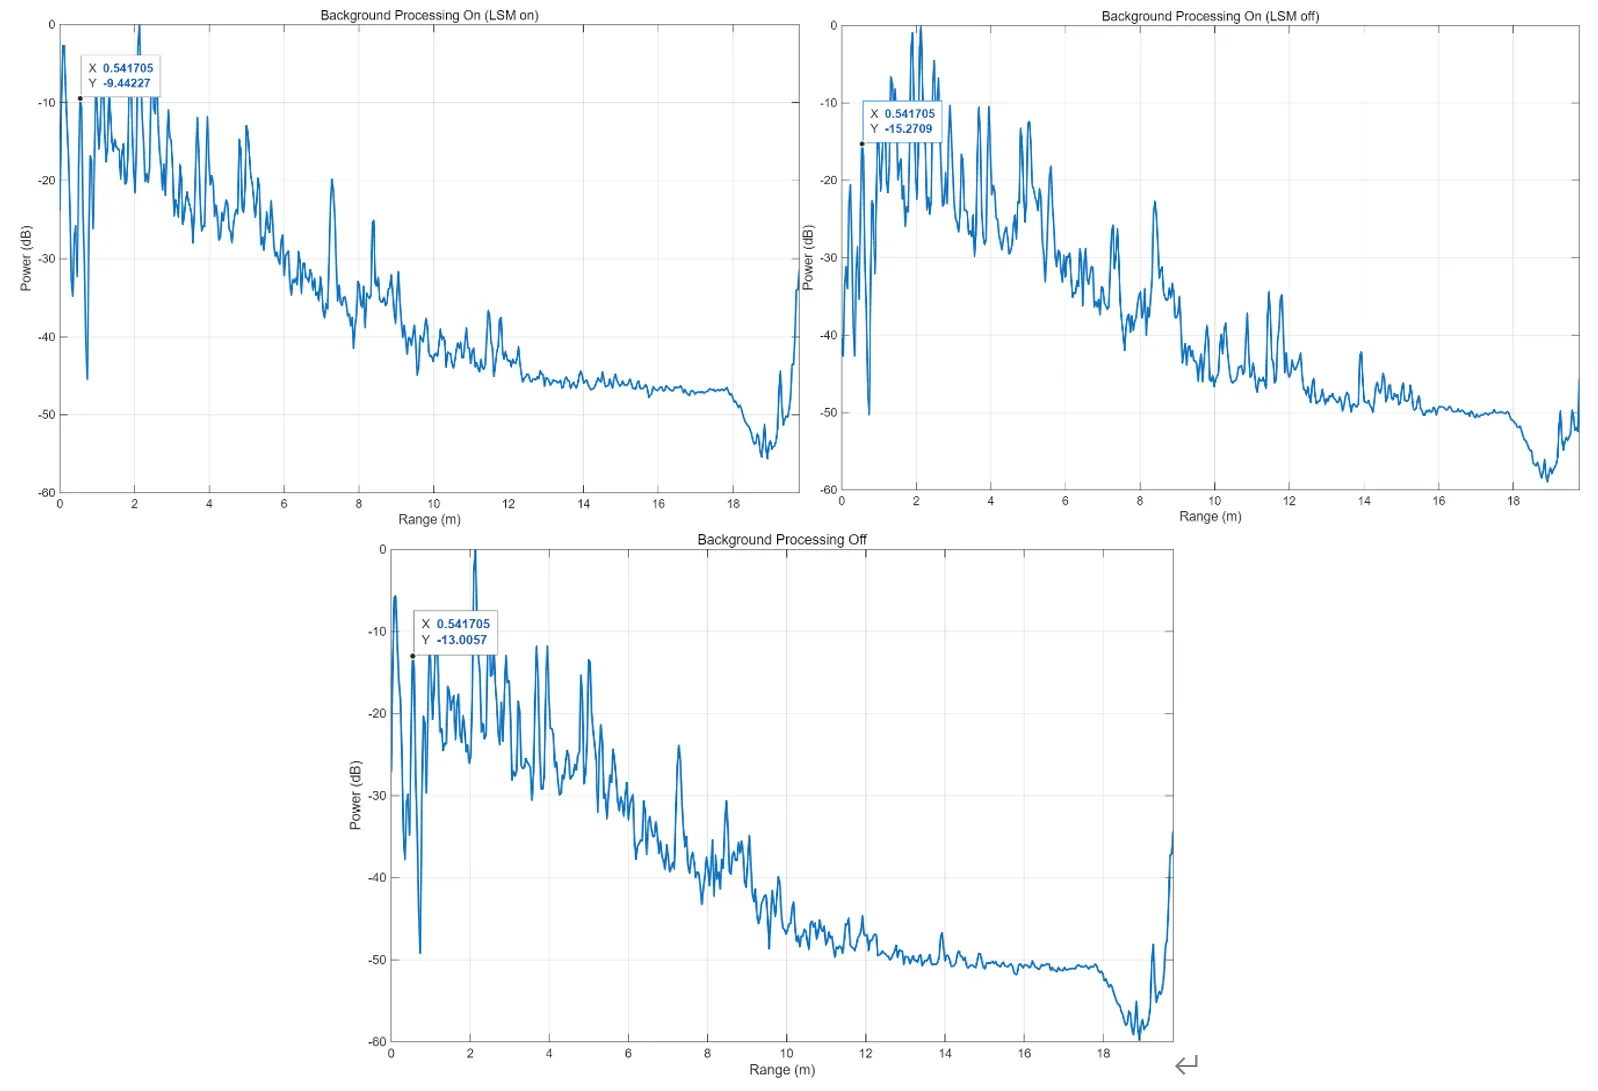 Background Processing On (LSM on)
0
-10
-20
-30
-40
-50
-60
Power (dB)
X 0.541705
Y -9.44227
0 2 4 6 8 10 12 14 16 18
Range (m)
Background Processing On (LSM off)
0
-10
-20
-30
-40
-50
-60
Power (dB)
X 0.541705
Y -15.2709
0 2 4 6 8 10 12 14 16 18
Range (m)
Background Processing Off
0
-10
-20
-30
-40
-50
-60
Power (dB)
X 0.541705
Y -13.0057
0 2 4 6 8 10 12 14 16 18
Range (m)